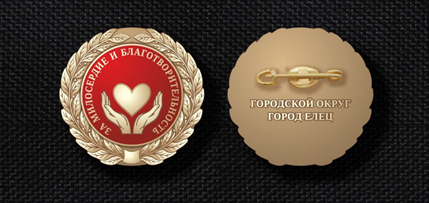 ЗА МИЛОСЕРДИЕ И БЛАГОТВОРИТЕЛЬНОСТЬ
ГОРОДСКОЙ ОКРУГ
ГОРОД ЕЛЕЦ